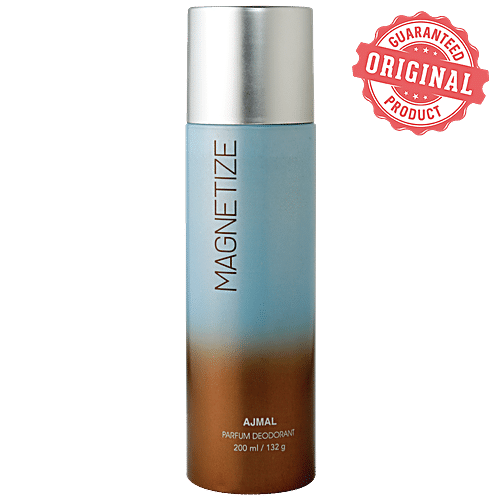 GUARANTEED
ORIGINAL
PRODUCT
MAGNETIZE
AJMAL
PARFUM DEODORANT
200 ml / 132 g